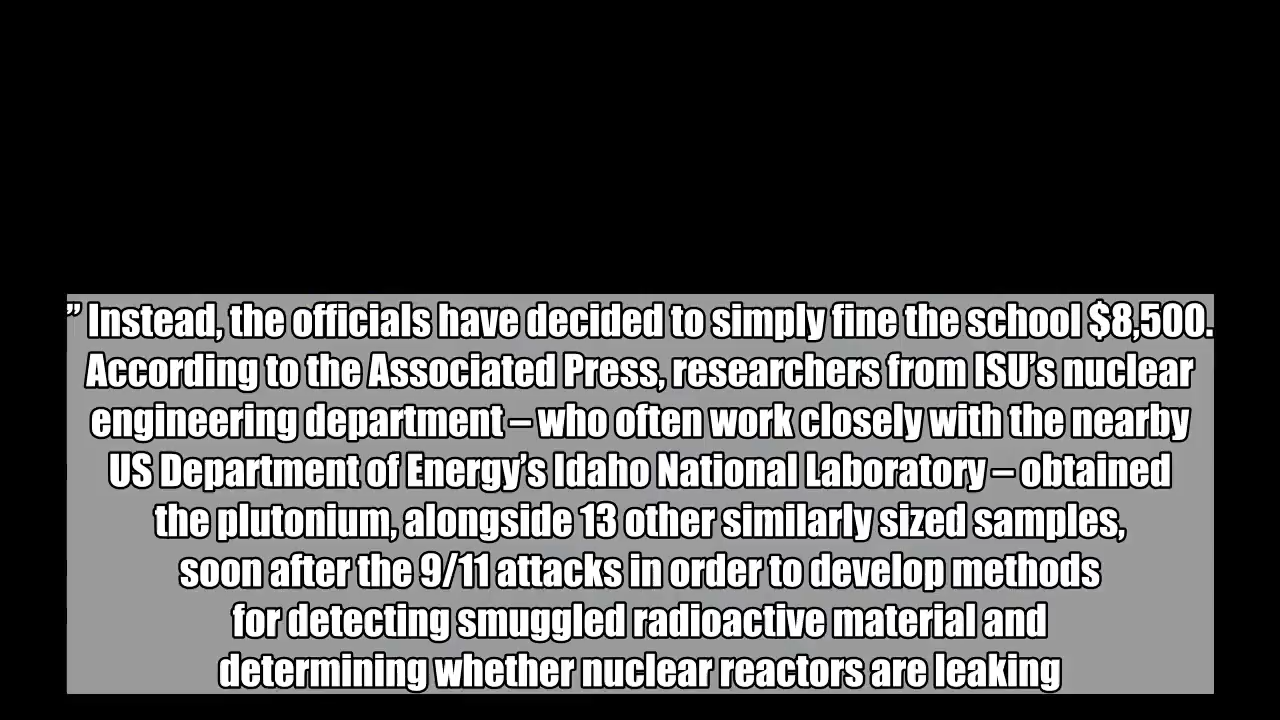 ” Instead, the officials have decided to simply fine the school $8,500.
According to the Associated Press, researchers from ISU’s nuclear
engineering department – who often work closely with the nearby
US Department of Energy’s Idaho National Laboratory – obtained
the plutonium, alongside 13 other similarly sized samples,
soon after the 9/11 attacks in order to develop methods
for detecting smuggled radioactive material and
determining whether nuclear reactors are leaking